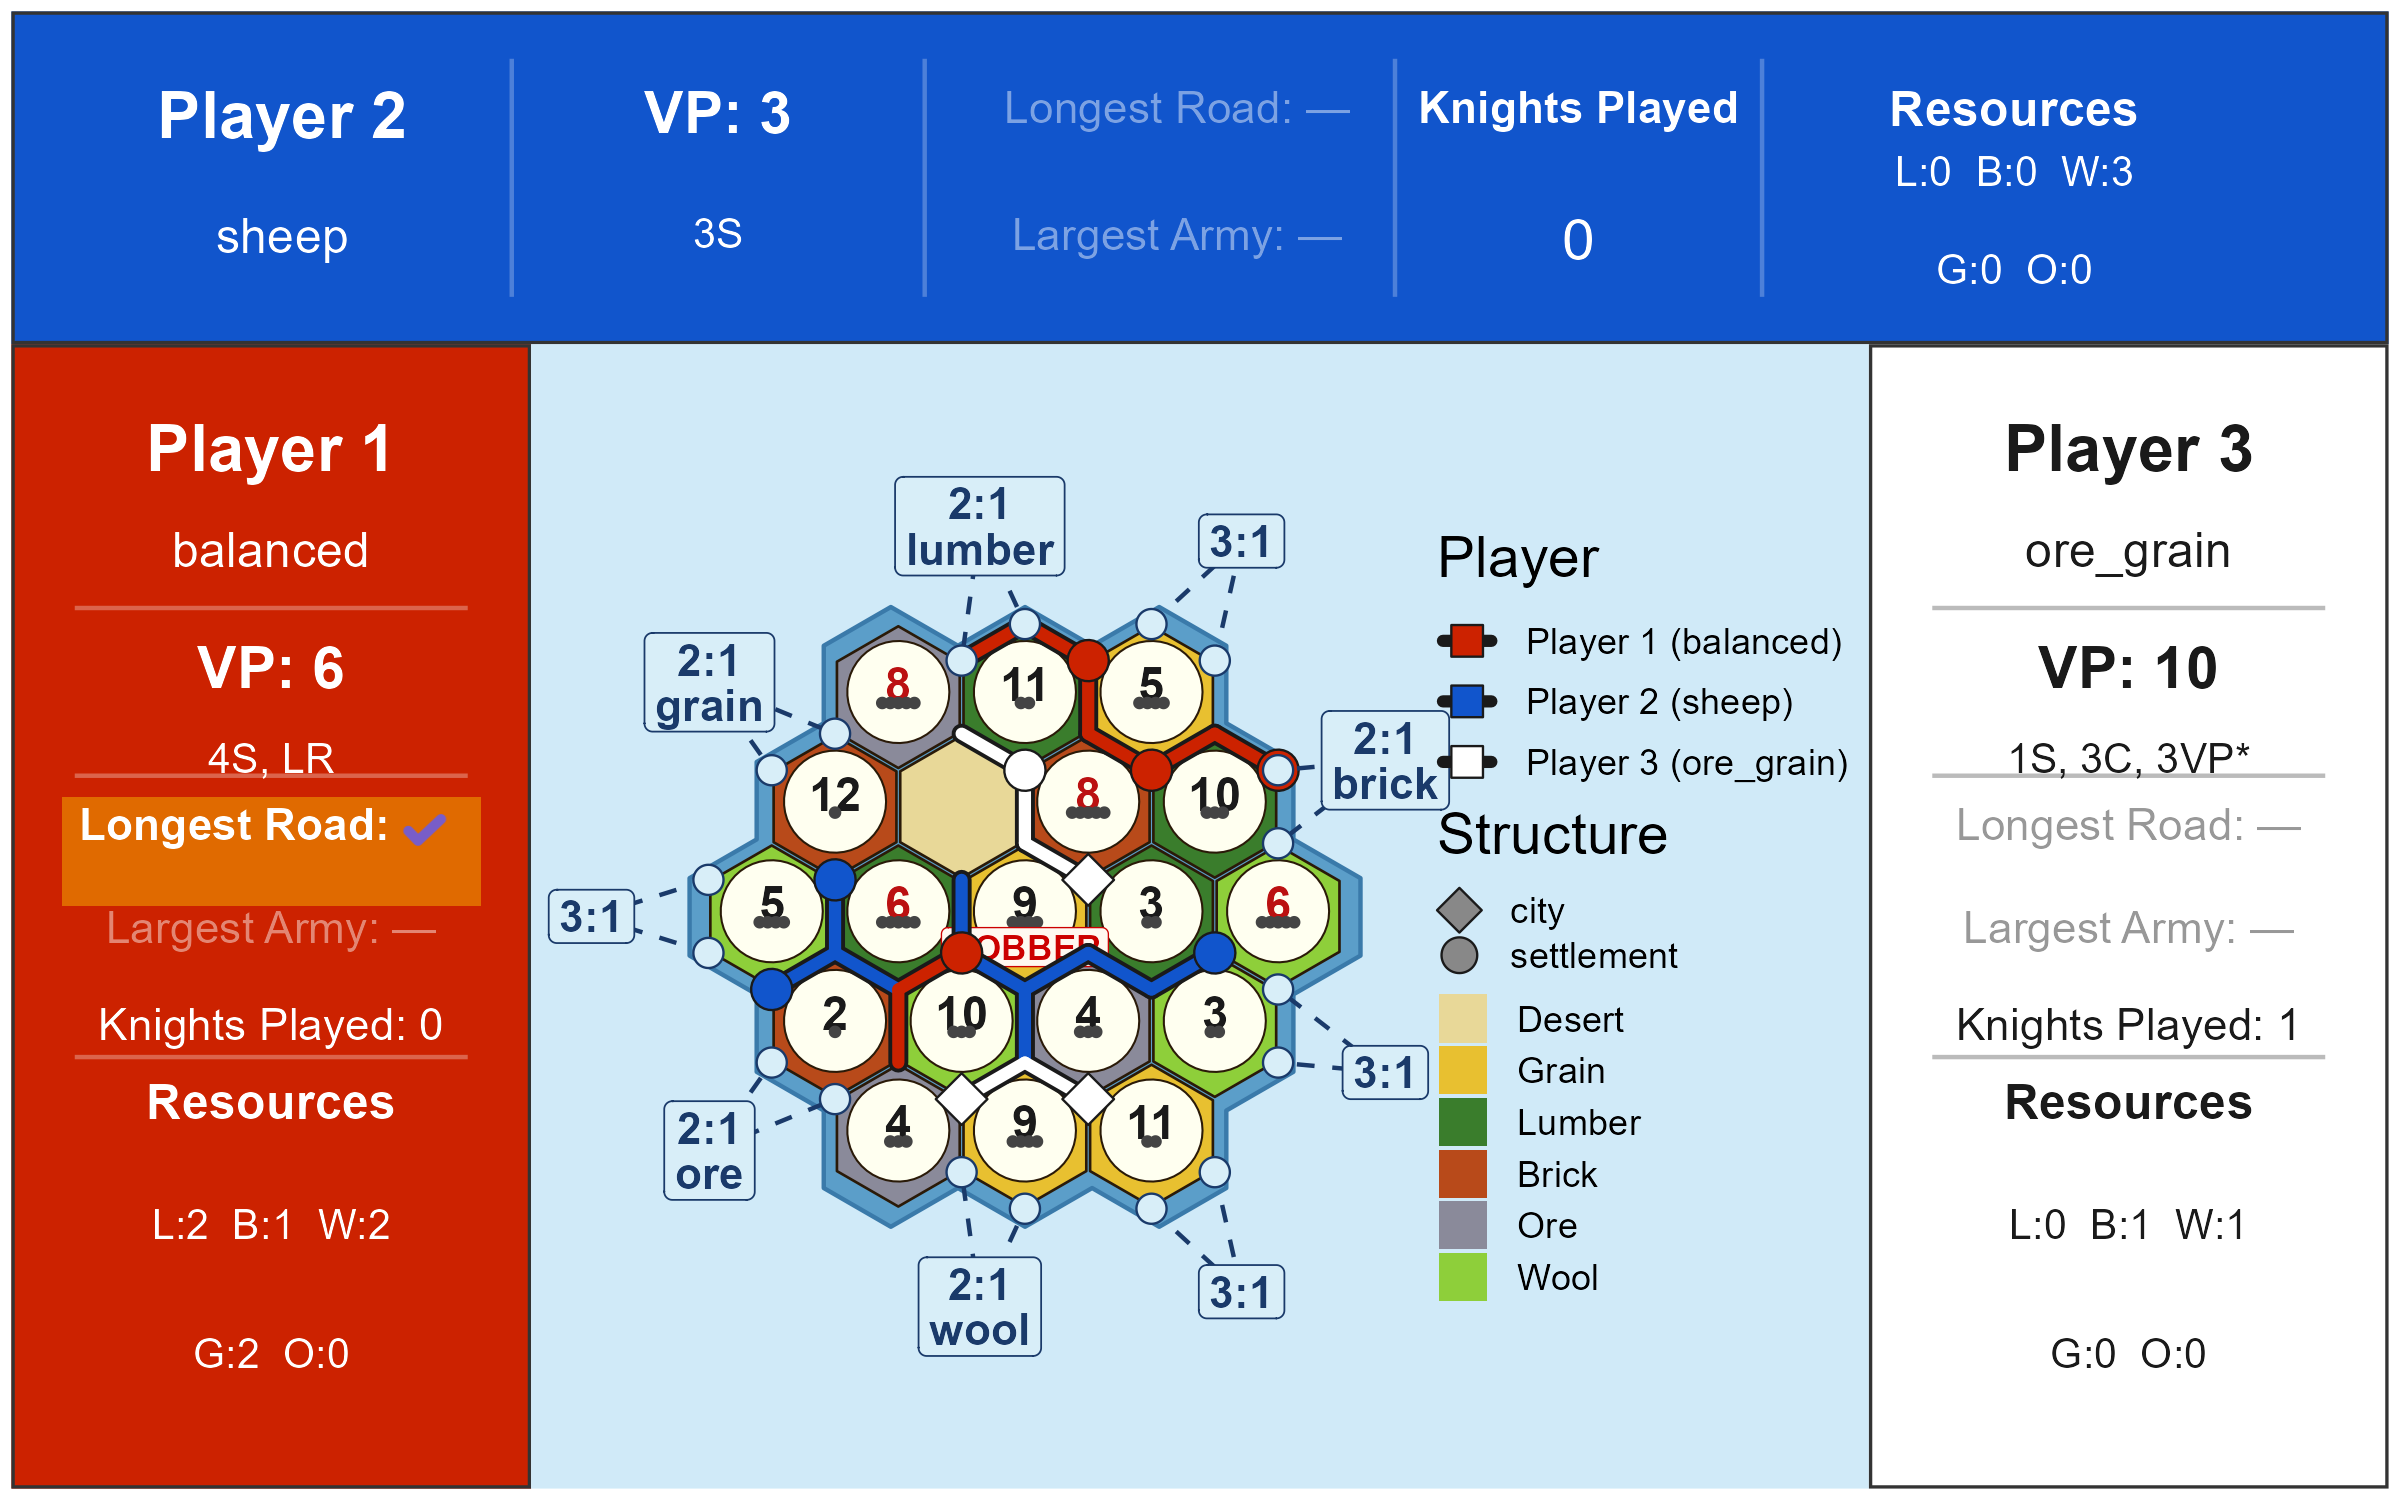 Player 2
sheep
VP: 3
3S
Longest Road: —
Largest Army: —
Knights Played
0
Resources
L:0 B:0 W:3
G:0 O:0
Player 1
balanced
VP: 6
4S, LR
Longest Road: ✔
Largest Army: —
Knights Played: 0
Resources
L:2 B:1 W:2
G:2 O:0
2:1
lumber
3:1
2:1
grain
8
11
5
2:1
brick
12
8
10
3:1
5
6
9
3
6
OBBER
2
10
4
3
3:1
2:1
ore
4
9
11
2:1
wool
3:1
Player
Player 1 (balanced)
Player 2 (sheep)
Player 3 (ore_grain)
Structure
city
settlement
Desert
Grain
Lumber
Brick
Ore
Wool
Player 3
ore_grain
VP: 10
1S, 3C, 3VP*
Longest Road: —
Largest Army: —
Knights Played: 1
Resources
L:0 B:1 W:1
G:0 O:0